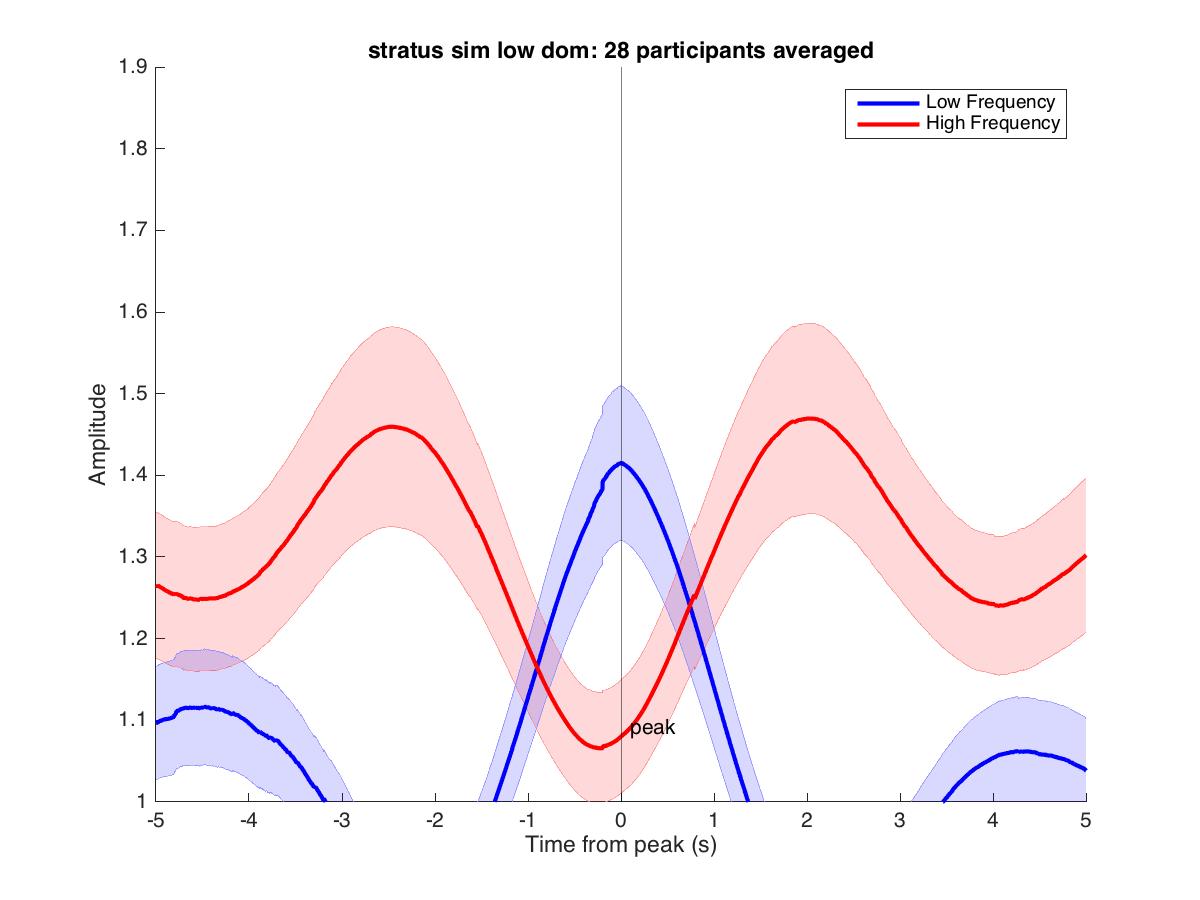 stratus sim low dom: 28 participants averaged
Low Frequency
High Frequency
1.9
1.8
1.7
1.6
1.5
1.4
1.3
1.2
1.1
1
Amplitude
peak
-5 -4 -3 -2 -1 0 1 2 3 4 5
Time from peak (s)